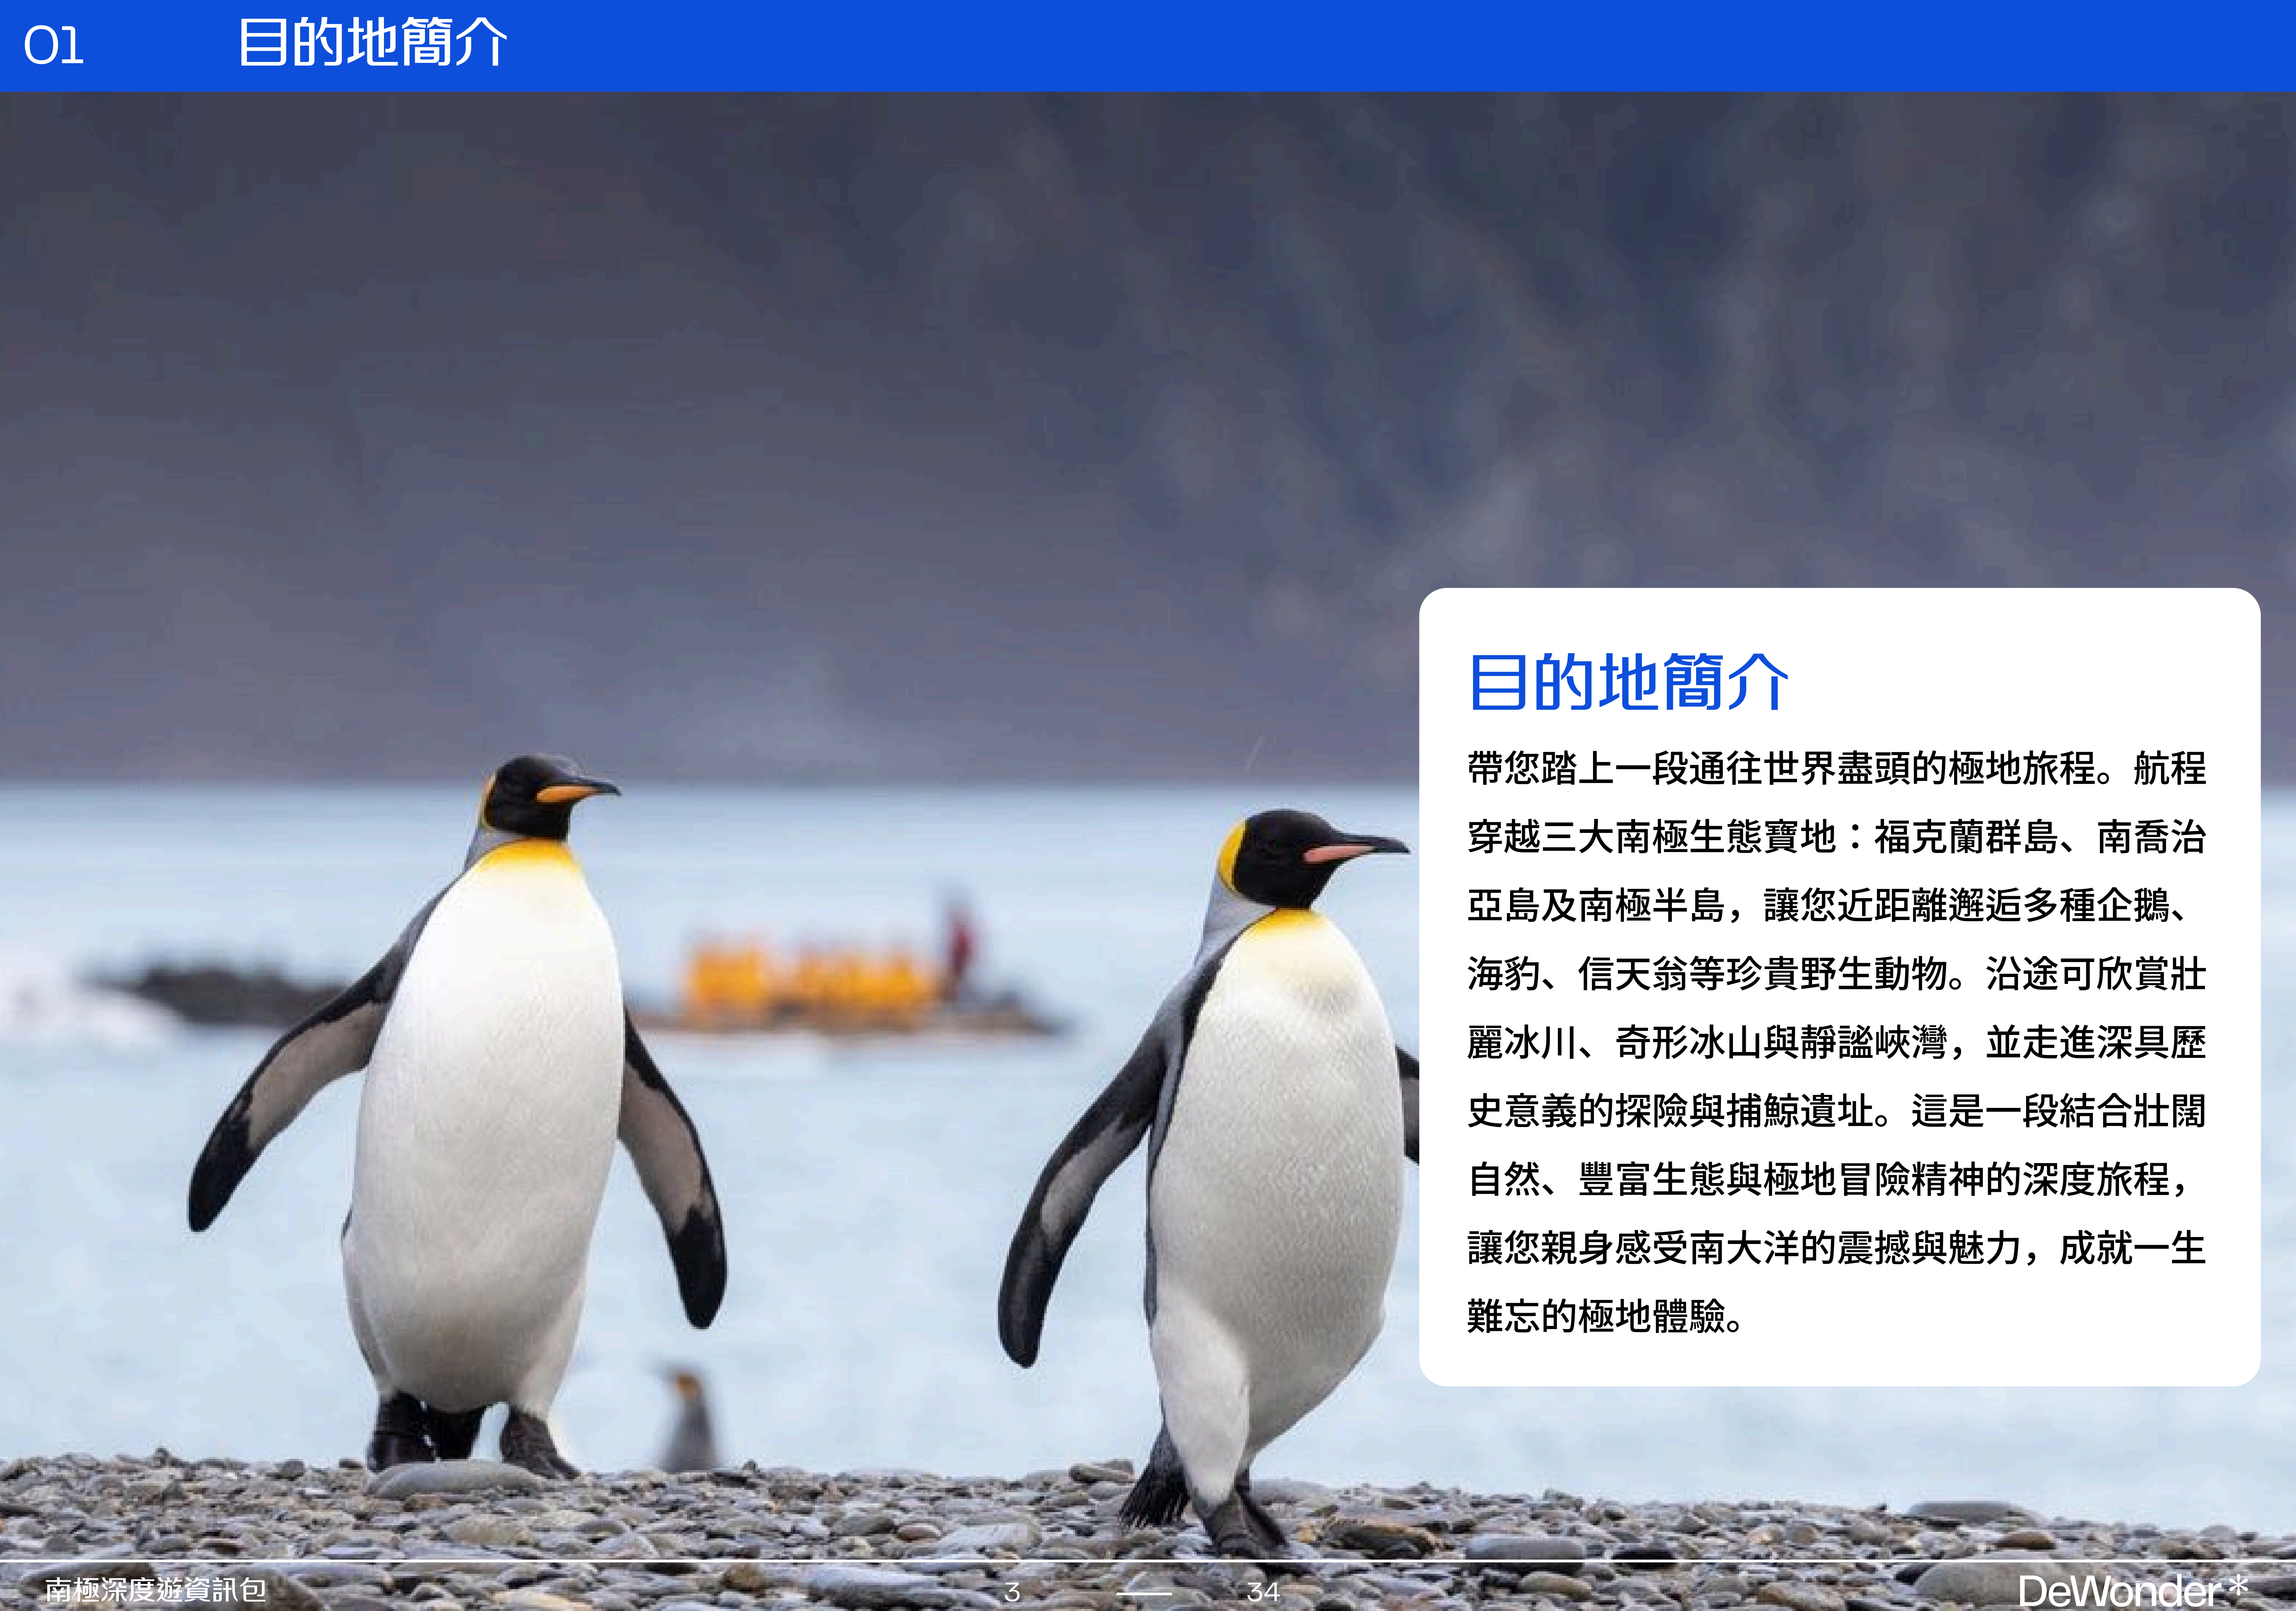 01 目的地簡介
目的地簡介
帶您踏上一段通往世界盡頭的極地旅程。航程
穿越三大南極生態寶地：福克蘭群島、南喬治
亞島及南極半島，讓您近距離邂逅多種企鵝、
海豹、信天翁等珍貴野生動物。沿途可欣賞壯
麗冰川、奇形冰山與靜謐峽灣，並走進深具歷
史意義的探險與捕鯨遺址。這是一段結合壯闊
自然、豐富生態與極地冒險精神的深度旅程，
讓您親身感受南大洋的震撼與魅力，成就一生
難忘的極地體驗。
南極深度遊資訊包 3 — 34 DeWonder*